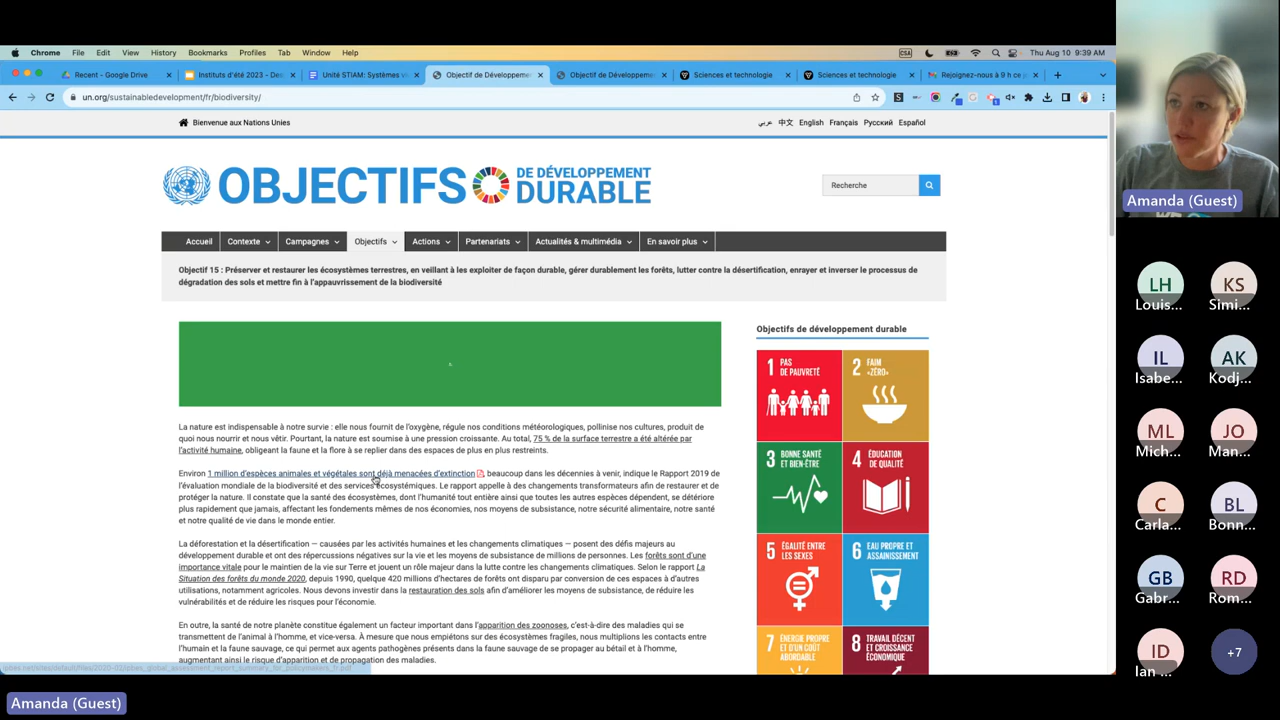 Chrome File Edit View History Bookmarks Profiles Tab Window Help
CSA
Thu Aug 10 9:39 AM
Recent - Google Drive
Instituts d'été 2023 - De
Unité STIAM: Systèmes v
Objectif de Développeme
Objectif de Développeme
Sciences et technologie
Sciences et technologie
Rejoignez-nous à 9 h ce
un.org/sustainabledevelopment/fr/biodiversity/
Bienvenue aux Nations Unies
عربي 中文 English Français Русский Español
OBJECTIFS
DE DÉVELOPPEMENT
DURABLE
Recherche
Accueil Contexte Campagnes Objectifs Actions Partenariats Actualités & multimédia En savoir plus
Objectif 15 : Préserver et restaurer les écosystèmes terrestres, en veillant à les exploiter de façon durable, gérer durablement les forêts, lutter contre la désertification, enrayer et inverser le processus de
dégradation des sols et mettre fin à l'appauvrissement de la biodiversité
La nature est indispensable à notre survie : elle nous fournit de l'oxygène, régule nos conditions météorologiques, pollinise nos cultures, produit de
quoi nous nourrir et nous vêtir. Pourtant, la nature est soumise à une pression croissante. Au total, 75 % de la surface terrestre a été altérée par
l'activité humaine, obligeant la faune et la flore à se replier dans des espaces de plus en plus restreints.
Environ 1 million d'espèces animales et végétales sont déjà menacées d'extinction, beaucoup dans les décennies à venir, indique le Rapport 2019 de
l'évaluation mondiale de la biodiversité et des services écosystémiques. Le rapport appelle à des changements transformateurs afin de restaurer et de
protéger la nature. Il constate que la santé des écosystèmes, dont l'humanité tout entière ainsi que toutes les autres espèces dépendent, se détériore
plus rapidement que jamais, affectant les fondements mêmes de nos économies, nos moyens de subsistance, notre sécurité alimentaire, notre santé
et notre qualité de vie dans le monde entier.
La déforestation et la désertification – causées par les activités humaines et les changements climatiques – posent des défis majeurs au
développement durable et ont des répercussions négatives sur la vie et les moyens de subsistance de millions de personnes. Les forêts sont d'une
importance vitale pour le maintien de la vie sur Terre et jouent un rôle majeur dans la lutte contre les changements climatiques. Selon le rapport La
Situation des forêts du monde 2020, depuis 1990, quelque 420 millions d'hectares de forêts ont disparu par conversion de ces espaces à d'autres
utilisations, notamment agricoles. Nous devons investir dans la restauration des sols afin d'améliorer les moyens de subsistance, de réduire les
vulnérabilités et de réduire les risques pour l'économie.
En outre, la santé de notre planète constitue également un facteur important dans l'apparition des zoonoses, c'est-à-dire des maladies qui se
transmettent de l'animal à l'homme, et vice-versa. À mesure que nous empiétons sur des écosystèmes fragiles, nous multiplions les contacts entre
l'humain et la faune sauvage, ce qui permet aux agents pathogènes présents dans la faune sauvage de se propager au bétail et à l'homme,
augmentant ainsi le risque d'apparition et de propagation des maladies.
Objectifs de développement durable
1 PAS
DE PAUVRETÉ
2 FAIM
«ZÉRO»
3 BONNE SANTÉ
ET BIEN-ÊTRE
4 ÉDUCATION
DE QUALITÉ
5 ÉGALITÉ ENTRE
LES SEXES
6 EAU PROPRE ET
ASSAINISSEMENT
7 ÉNERGIE PROPRE
ET D'UN COÛT
ABORDABLE
8 TRAVAIL DÉCENT
ET CROISSANCE
ÉCONOMIQUE
Amanda (Guest)
LH KS
Louis... Simi...
IL AK
Isabe... Kodj...
ML JO
Mich... Man...
C BL
Carla... Bonn...
GB RD
Gabr... Rom...
ID +7
Ian ...
Amanda (Guest)